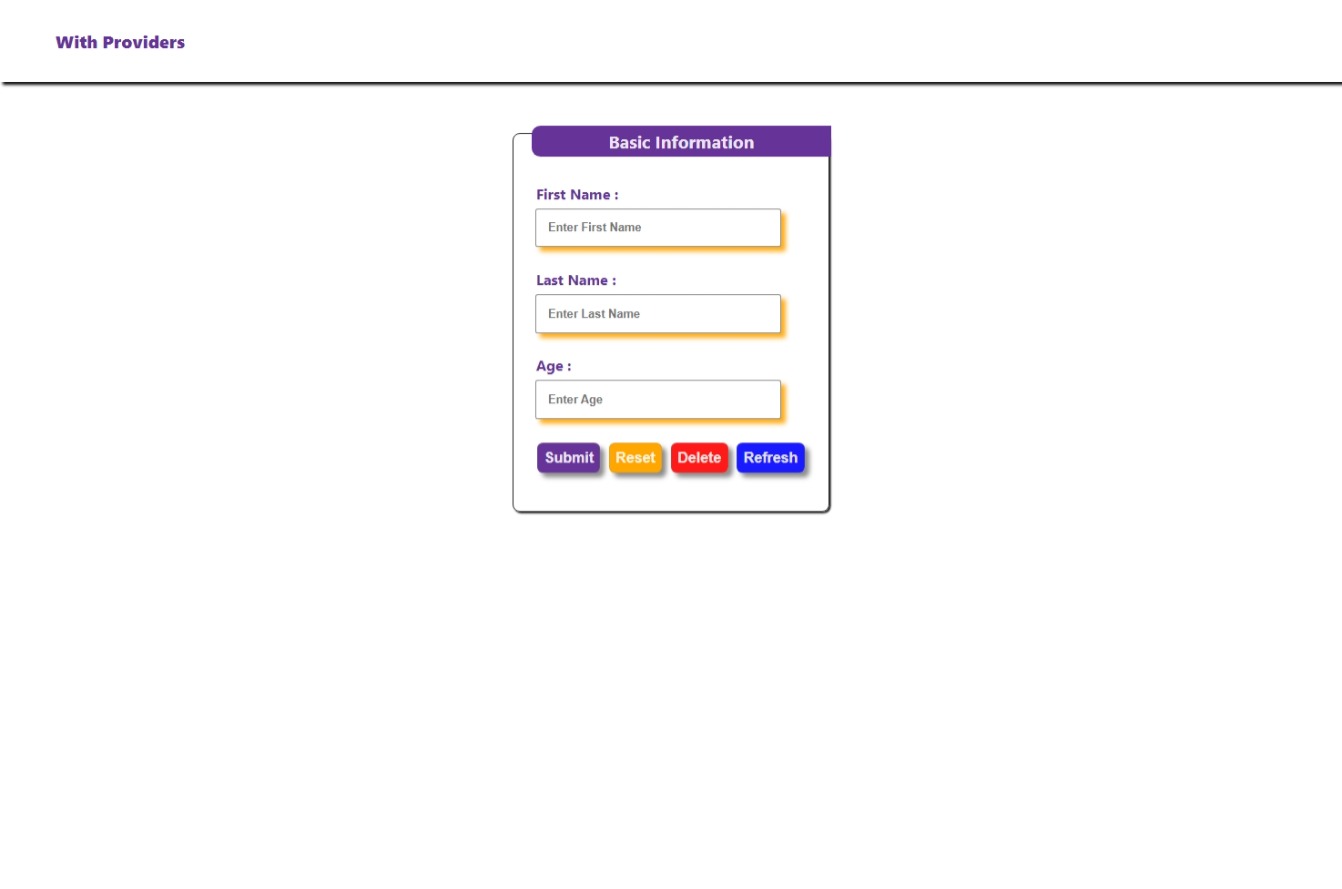 With Providers
Basic Information
First Name :
Enter First Name
Last Name :
Enter Last Name
Age :
Enter Age
Submit Reset Delete Refresh